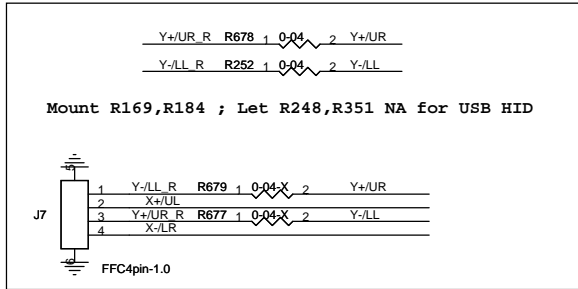 Y+/UR_R R678 1 0-04 2 Y+/UR
Y-/LL_R R252 1 0-04 2 Y-/LL
Mount R169,R184 ; Let R248,R351 NA for USB HID
5
1 Y-/LL_R R679 1 0-04-X 2 Y+/UR
2 X+/UL
J7 3 Y+/UR_R R677 1 0-04-X 2 Y-/LL
4 X-/LR
6
FFC4pin-1.0